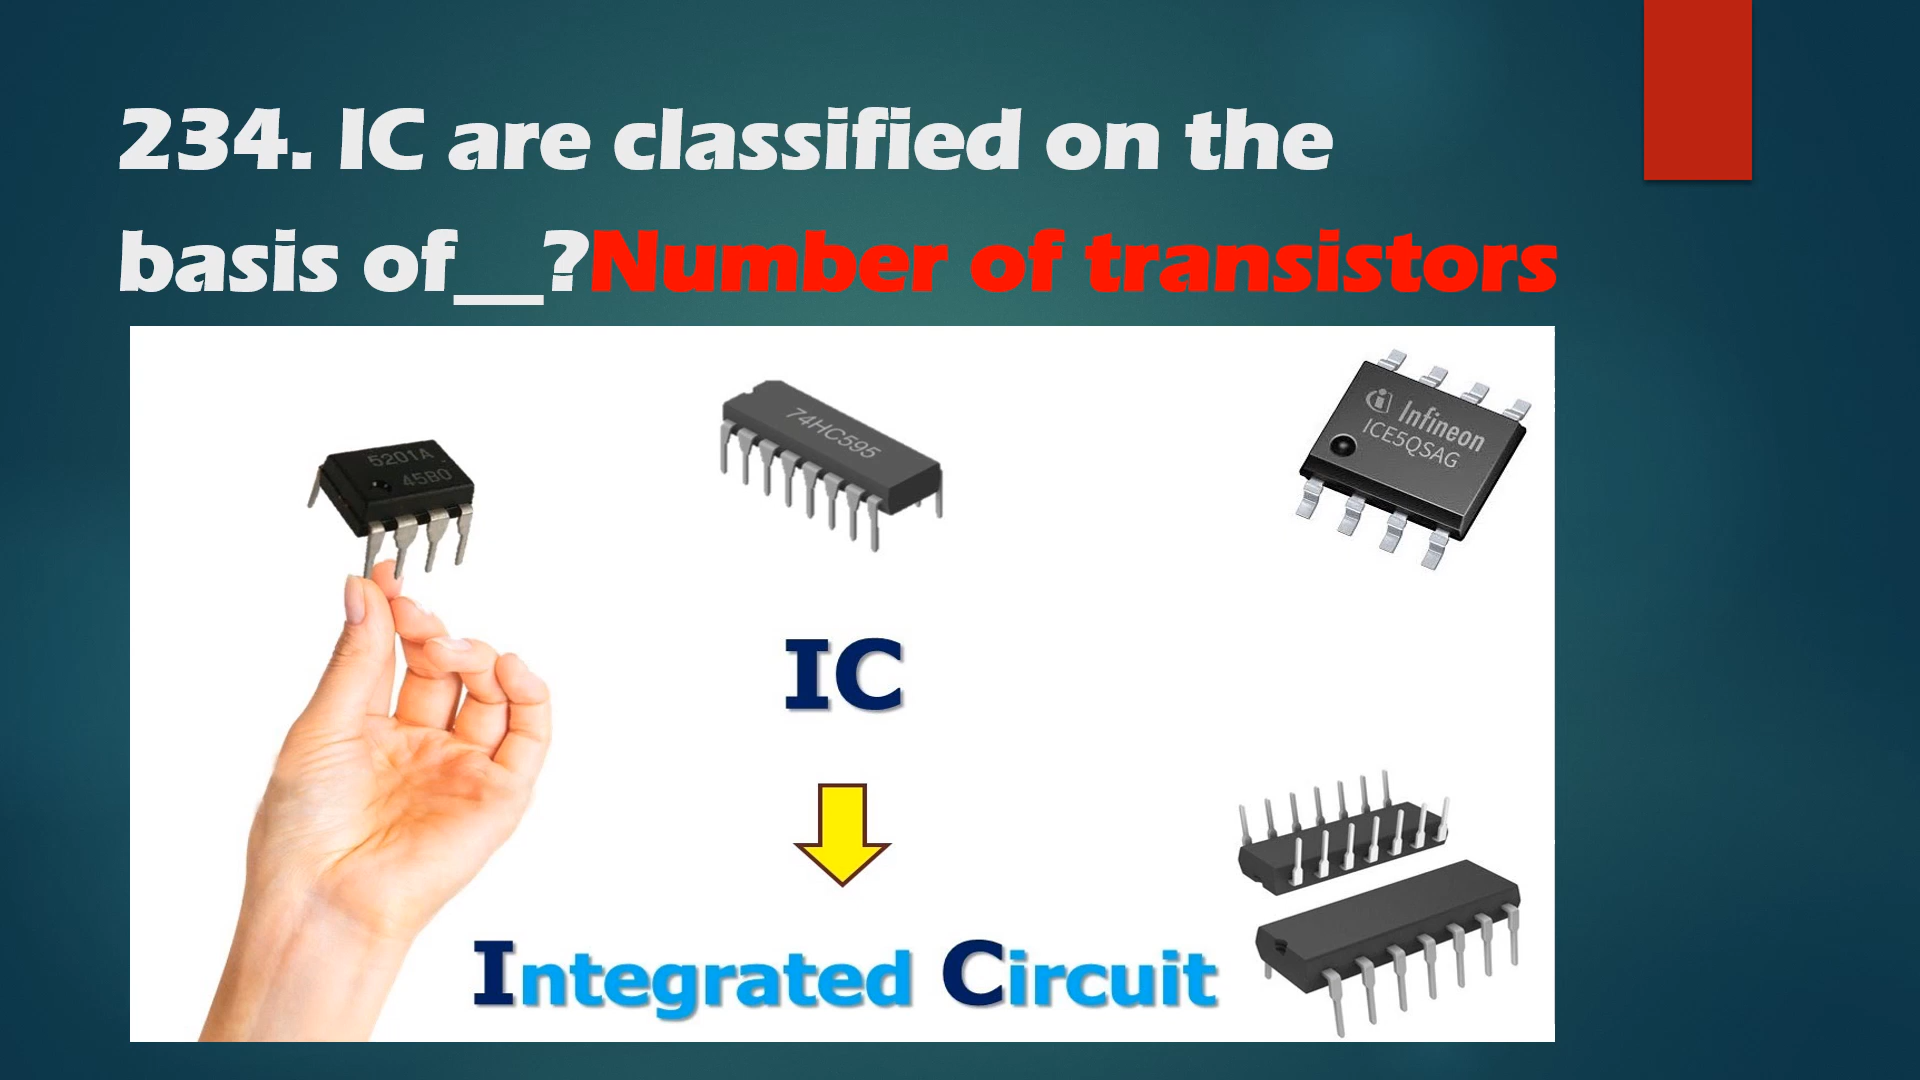 234. IC are classified on the
basis of__?Number of transistors
5201A
45B0
74HC595
Infineon
ICE5QSAG
IC
Integrated Circuit